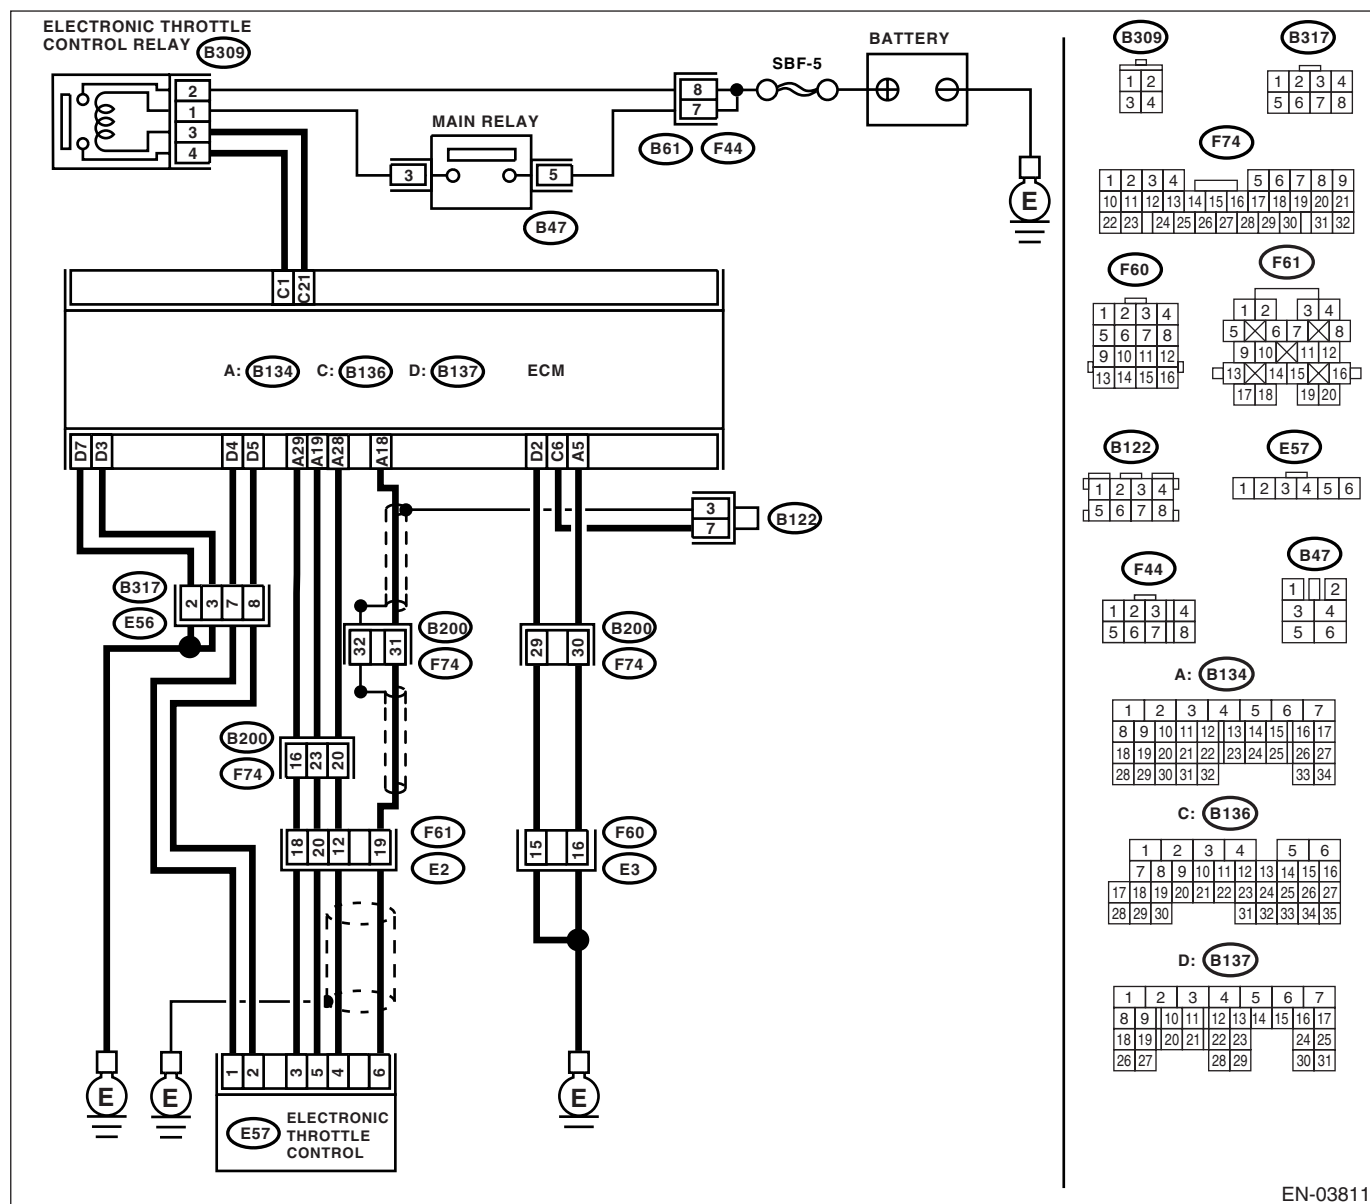 ELECTRONIC THROTTLE
CONTROL RELAY B309
2
1
3
4
MAIN RELAY
3
5
B47
8
7
B61 F44
SBF-5
BATTERY
E
C1 C21
A: B134 C: B136 D: B137 ECM
D7 D3 D4 D5 A29 A19 A28 A18 D2 C6 A5
3
7
B122
B317
E56
2 3 7 8
32 31
B200
F74
29 30
B200
F74
B200
F74
16 23 20
18 20 12 19
F61
E2
15 16
F60
E3
E E E
1 2 3 5 4 6
E57
ELECTRONIC
THROTTLE
CONTROL
B309
1 2
3 4
B317
1 2 3 4
5 6 7 8
F74
1 2 3 4 5 6 7 8 9
10 11 12 13 14 15 16 17 18 19 20 21
22 23 24 25 26 27 28 29 30 31 32
F60
1 2 3 4
5 6 7 8
9 10 11 12
13 14 15 16
F61
1 2 3 4
5 6 7 8
9 10 11 12
13 14 15 16
17 18 19 20
B122
1 2 3 4
5 6 7 8
E57
1 2 3 4 5 6
F44
1 2 3 4
5 6 7 8
B47
1 2
3 4
5 6
A: B134
1 2 3 4 5 6 7
8 9 10 11 12 13 14 15 16 17
18 19 20 21 22 23 24 25 26 27
28 29 30 31 32 33 34
C: B136
1 2 3 4 5 6
7 8 9 10 11 12 13 14 15 16
17 18 19 20 21 22 23 24 25 26 27
28 29 30 31 32 33 34 35
D: B137
1 2 3 4 5 6 7
8 9 10 11 12 13 14 15 16 17
18 19 20 21 22 23 24 25
26 27 28 29 30 31
EN-03811